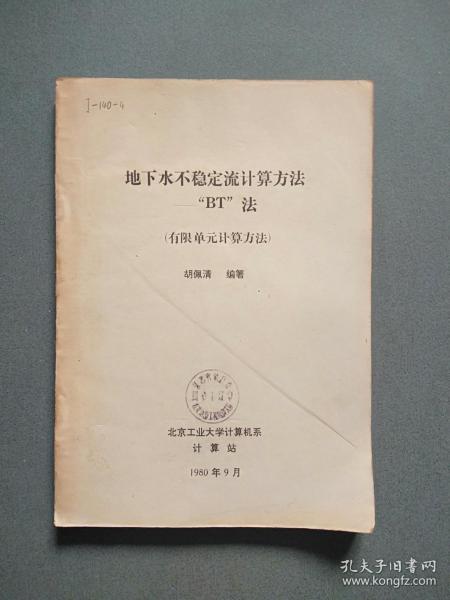 I-140-4
地下水不稳定流计算方法
——“BT”法
(有限单元计算方法)
胡佩清 编著
北京工业大学计算机系
计算站
1980年9月
孔夫子旧书网
www.kongfz.com